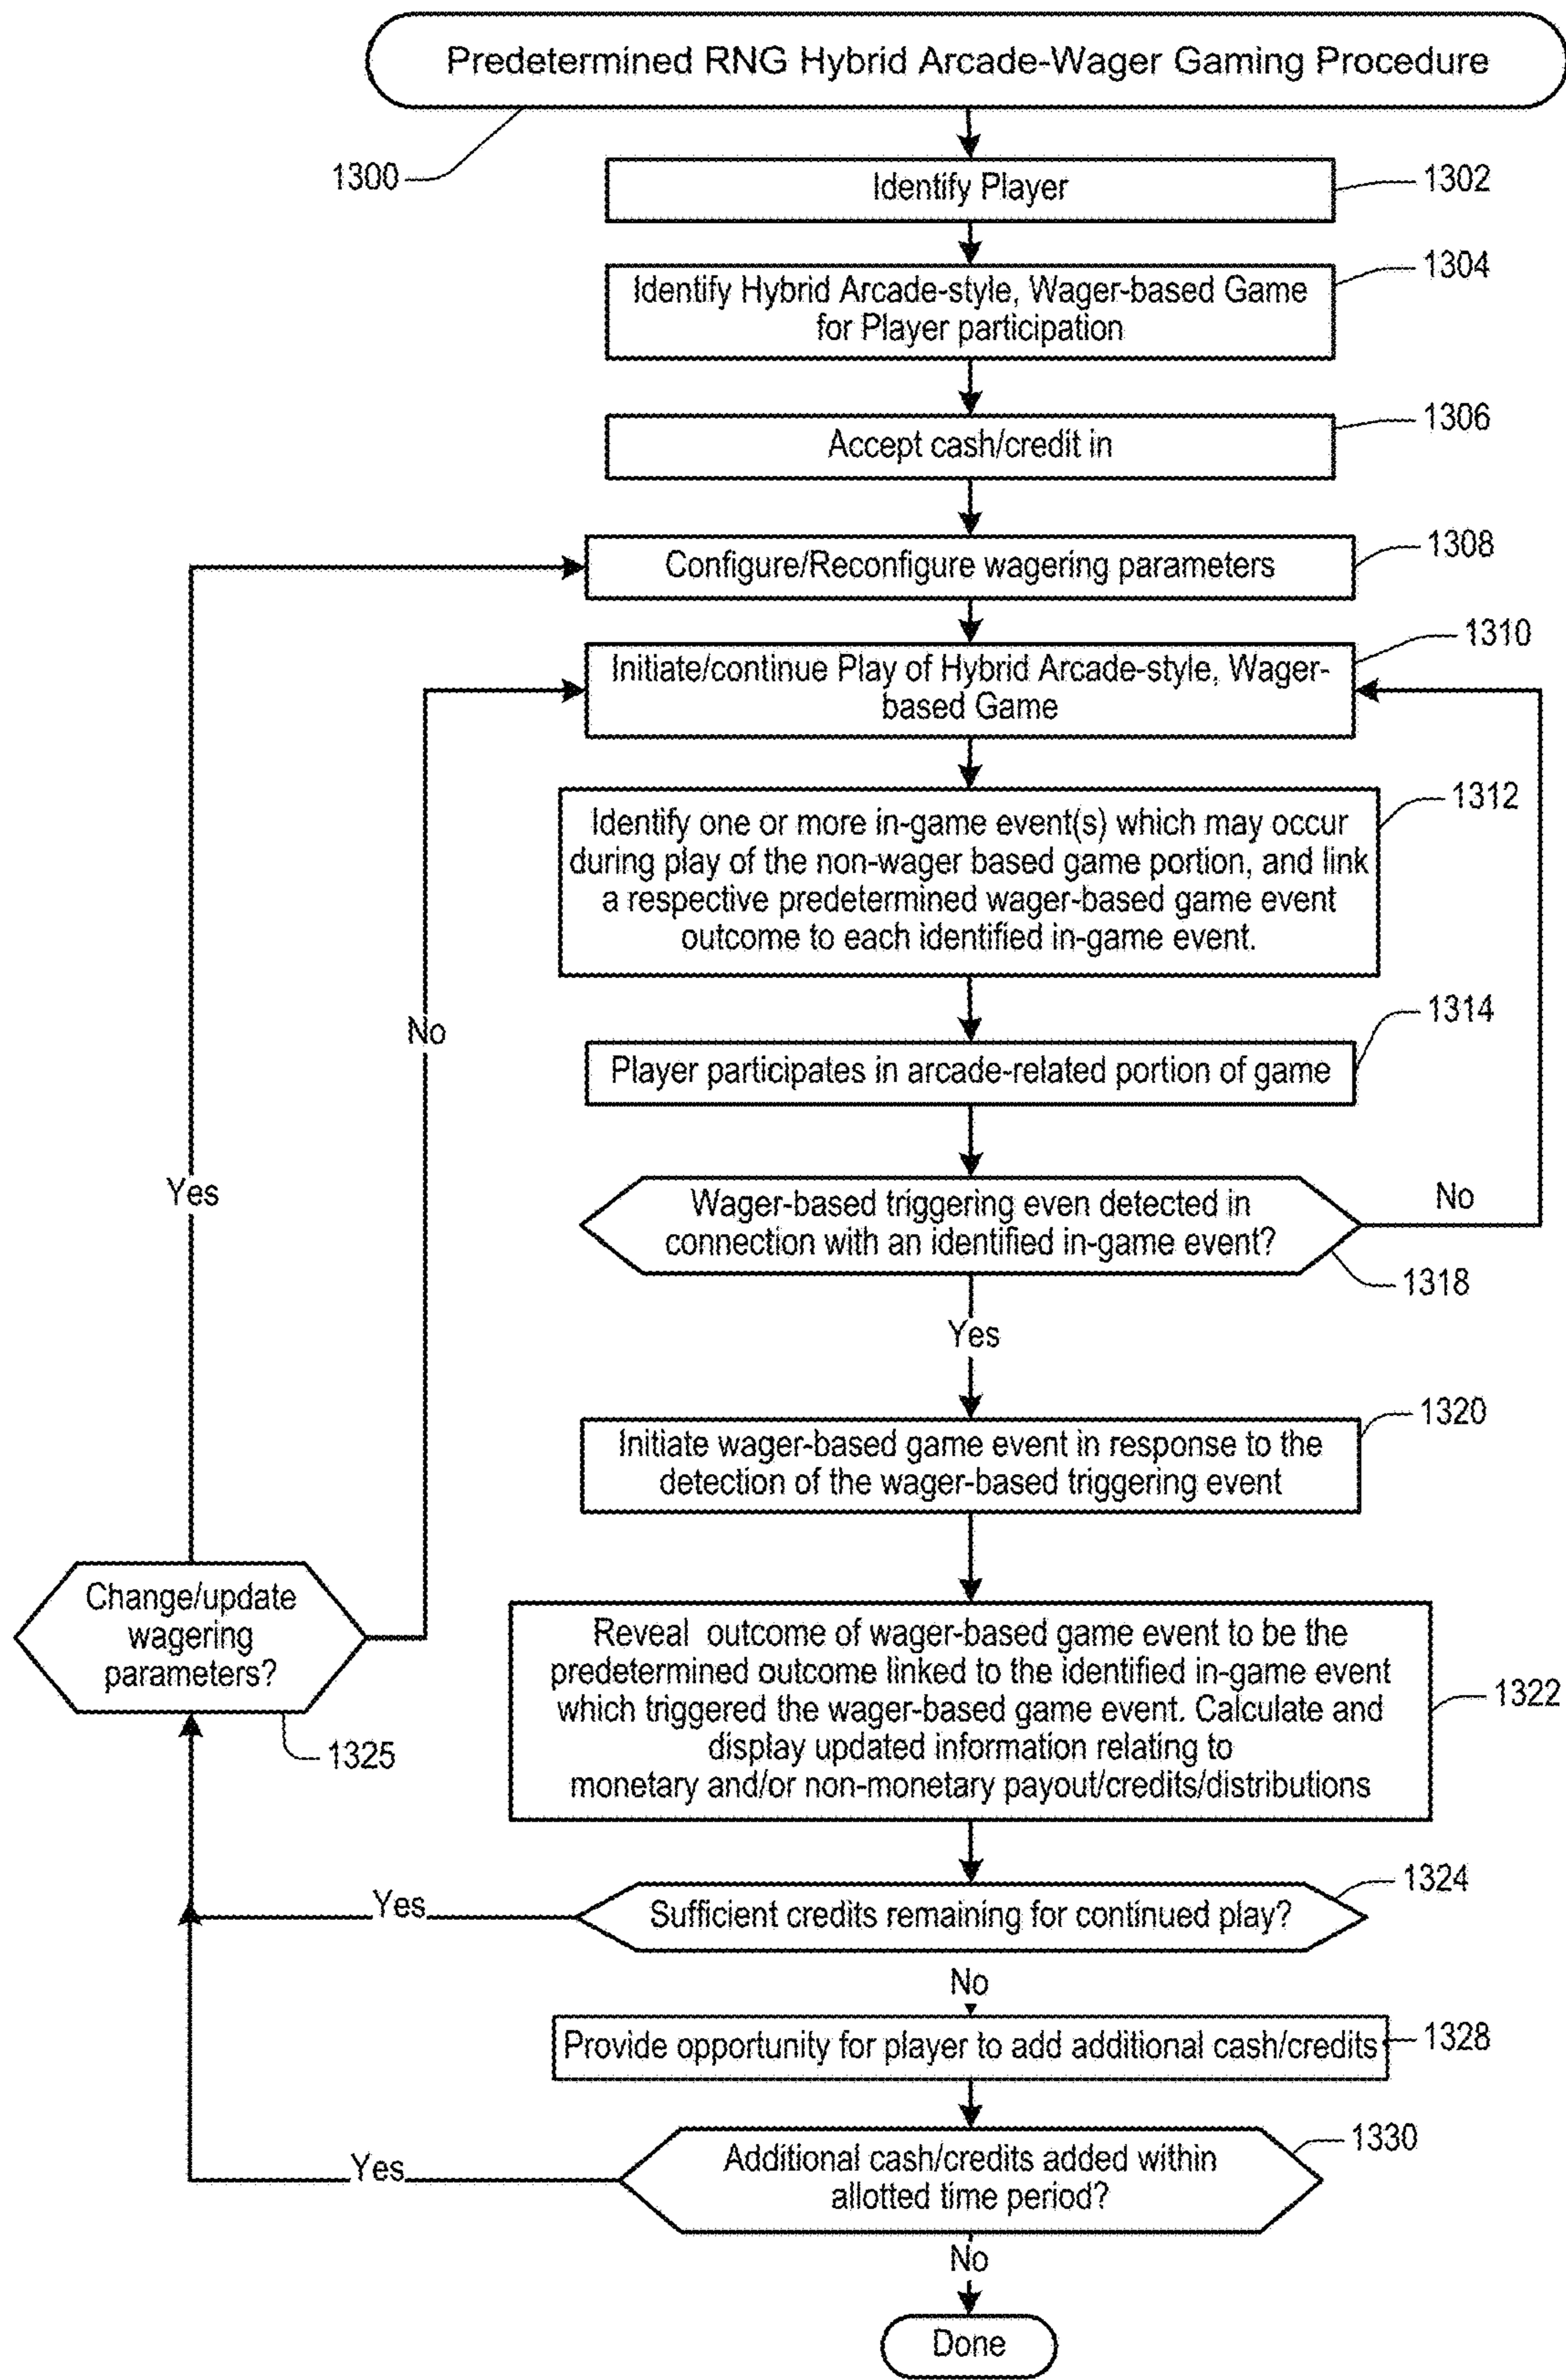 Predetermined RNG Hybrid Arcade-Wager Gaming Procedure
1300
Identify Player
1302
Identify Hybrid Arcade-style, Wager-based Game
for Player participation
1304
Accept cash/credit in
1306
Configure/Reconfigure wagering parameters
1308
Initiate/continue Play of Hybrid Arcade-style, Wager-
based Game
1310
Identify one or more in-game event(s) which may occur
during play of the non-wager based game portion, and link
a respective predetermined wager-based game event
outcome to each identified in-game event.
1312
No
Player participates in arcade-related portion of game
1314
Yes
Wager-based triggering even detected in
connection with an identified in-game event?
No
1318
Yes
Initiate wager-based game event in response to the
detection of the wager-based triggering event
1320
Change/update
wagering
parameters?
1325
Reveal outcome of wager-based game event to be the
predetermined outcome linked to the identified in-game event
which triggered the wager-based game event. Calculate and
display updated information relating to
monetary and/or non-monetary payout/credits/distributions
1322
Yes
Sufficient credits remaining for continued play?
1324
No
Provide opportunity for player to add additional cash/credits
1328
Yes
Additional cash/credits added within
allotted time period?
1330
No
Done